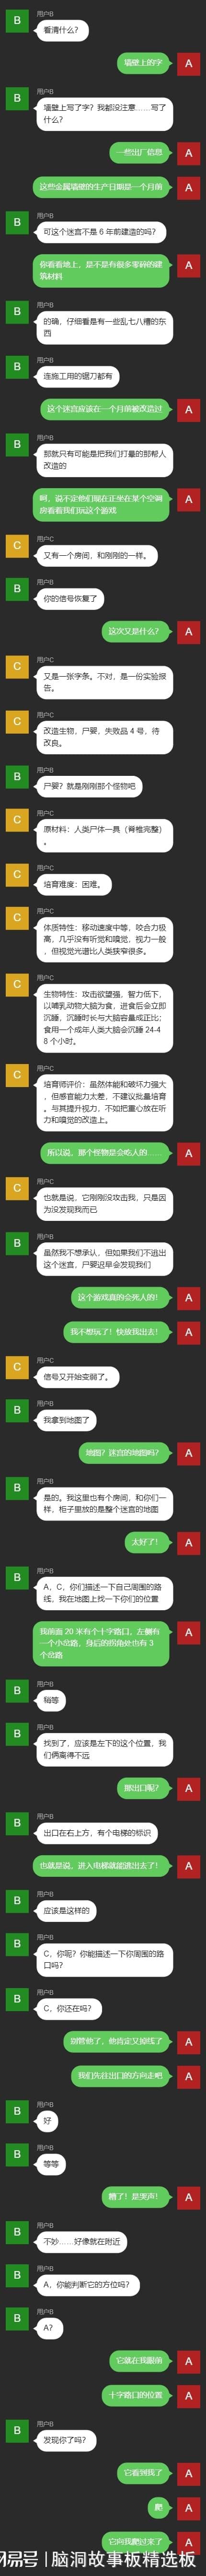 B
用户B
看清什么?
墙壁上的字
A
B
用户B
墙壁上写了字?我都没注意……写了
什么?
一些出厂信息
A
这些金属墙壁的生产日期是一个月前
A
B
用户B
可这个迷宫不是 6 年前建造的吗?
你看看地上,是不是有很多零碎的建
筑材料
A
B
用户B
的确,仔细看是有一些乱七八糟的东
西
B
用户B
连施工用的锯刀都有
这个迷宫应该在一个月前被改造过
A
B
用户B
那就只有可能是把我们打晕的那帮人
改造的
呵,说不定他们现在正坐在某个空调
房看着我们玩这个游戏
A
C
用户C
又有一个房间,和刚刚的一样。
B
用户B
你的信号恢复了
这次又是什么?
A
C
用户C
又是一张字条。不对,是一份实验报
告。
C
用户C
改造生物,尸婴,失败品 4 号,待
改良。
B
用户B
尸婴?就是刚刚那个怪物吧
C
用户C
原材料:人类尸体一具(脊椎完整)
。
C
用户C
培育难度:困难。
C
用户C
体质特性:移动速度中等,咬合力极
高,几乎没有听觉和嗅觉,视力一般
,但视觉光谱比人类狭窄很多。
C
用户C
生物特性:攻击欲望强,智力低下,
以哺乳动物大脑为食,进食后会立即
沉睡,沉睡时长与大脑容量成正比;
食用一个成年人类大脑会沉睡 24-4
8 个小时。
C
用户C
培育师评价:虽然体能和破坏力强大
,但感官能力太差,不建议批量培育
。与其提升视力,不如把重心放在听
力和嗅觉的改造上。
所以说,那个怪物是会吃人的……
A
C
用户C
也就是说,它刚刚没攻击我,只是因
为没发现我而已
B
用户B
虽然我不想承认,但如果我们不逃出
这个迷宫,尸婴迟早会发现我们
这个游戏真的会死人的!
A
我不想玩了!快放我出去!
A
C
用户C
信号又开始变弱了。
B
用户B
我拿到地图了
地图?迷宫的地图吗?
A
B
用户B
是的。我这里也有个房间,和你们一
样,柜子里放的是整个迷宫的地图
太好了!
A
B
用户B
A,C,你们描述一下自己周围的路
线,我在地图上找一下你们的位置
我前面 20 米有个十字路口,左侧有
一个小岔路,身后的拐角处也有 3
个岔路
A
B
用户B
稍等
B
用户B
找到了,应该是左下的这个位置,我
们俩离得不远
那出口呢?
A
B
用户B
出口在右上方,有个电梯的标识
也就是说,进入电梯就能逃出去了!
A
B
用户B
应该是这样的
B
用户B
C,你呢?你能描述一下你周围的路
口吗?
B
用户B
C,你还在吗?
别管他了,他肯定又掉线了
A
我们先往出口的方向走吧
A
B
用户B
好
B
用户B
等等
糟了!是哭声!
A
B
用户B
不妙……好像就在附近
B
用户B
A,你能判断它的方位吗?
B
用户B
A?
它就在我眼前
A
十字路口的位置
A
B
用户B
发现你了吗?
它看到我了
A
爬
A
它向我爬过来了
A
易号 | 脑洞故事板精选板